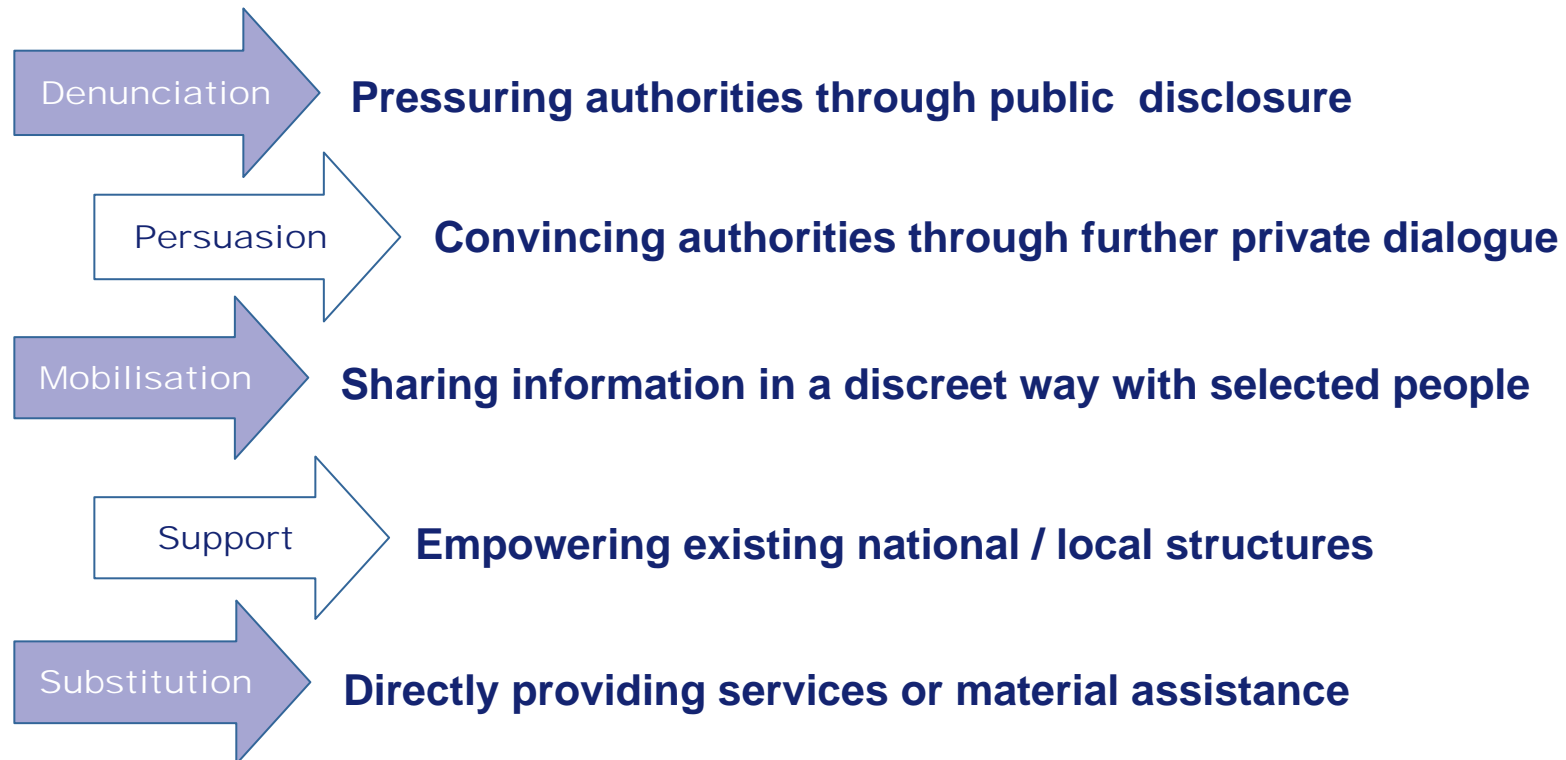 Denunciation
Pressuring authorities through public disclosure
Persuasion
Convincing authorities through further private dialogue
Mobilisation
Sharing information in a discreet way with selected people
Support
Empowering existing national / local structures
Substitution
Directly providing services or material assistance